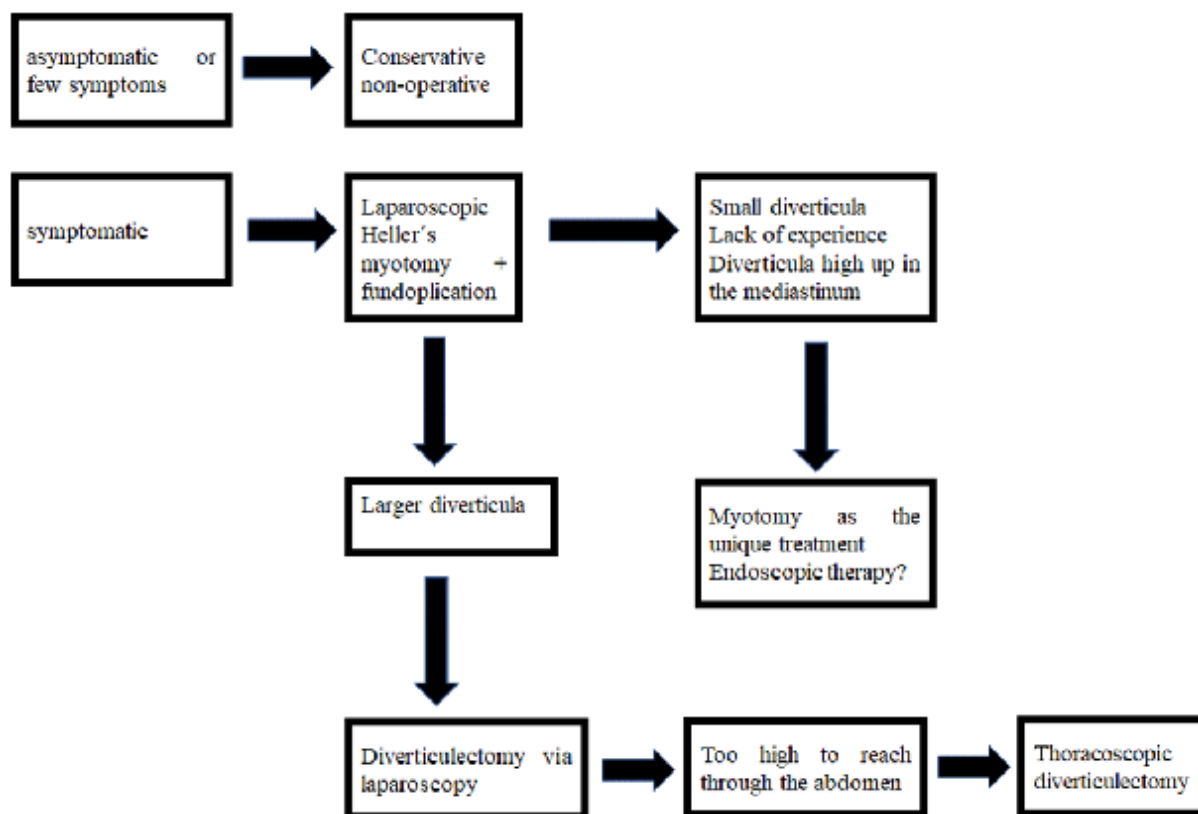 asymptomatic or
few symptoms
Conservative
non-operative
symptomatic
Laparoscopic
Heller´s
myotomy +
fundoplication
Small diverticula
Lack of experience
Diverticula high up in
the mediastinum
Larger diverticula
Myotomy as the
unique treatment
Endoscopic therapy?
Diverticulectomy via
laparoscopy
Too high to reach
through the abdomen
Thoracoscopic
diverticulectomy